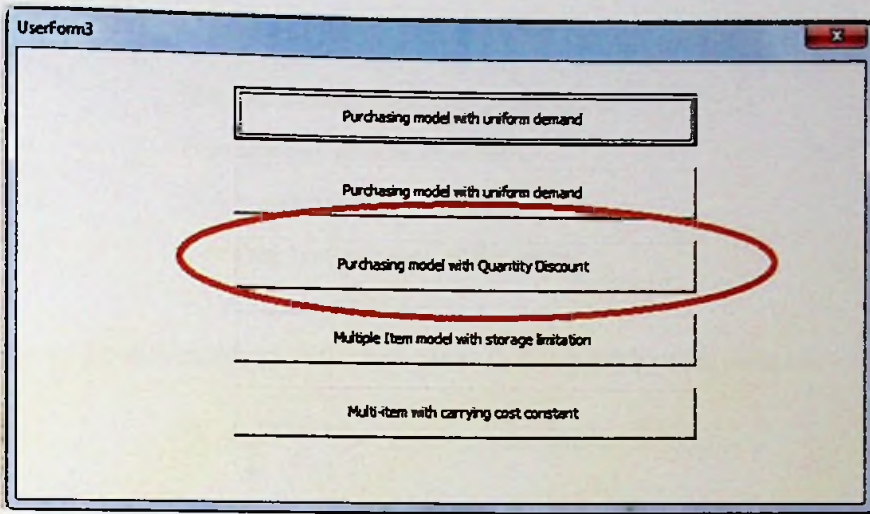 UserForm3
Purchasing model with uniform demand
Purchasing model with uniform demand
Purchasing model with Quantity Discount
Multiple Item model with storage limitation
Multi-item with carrying cost constant